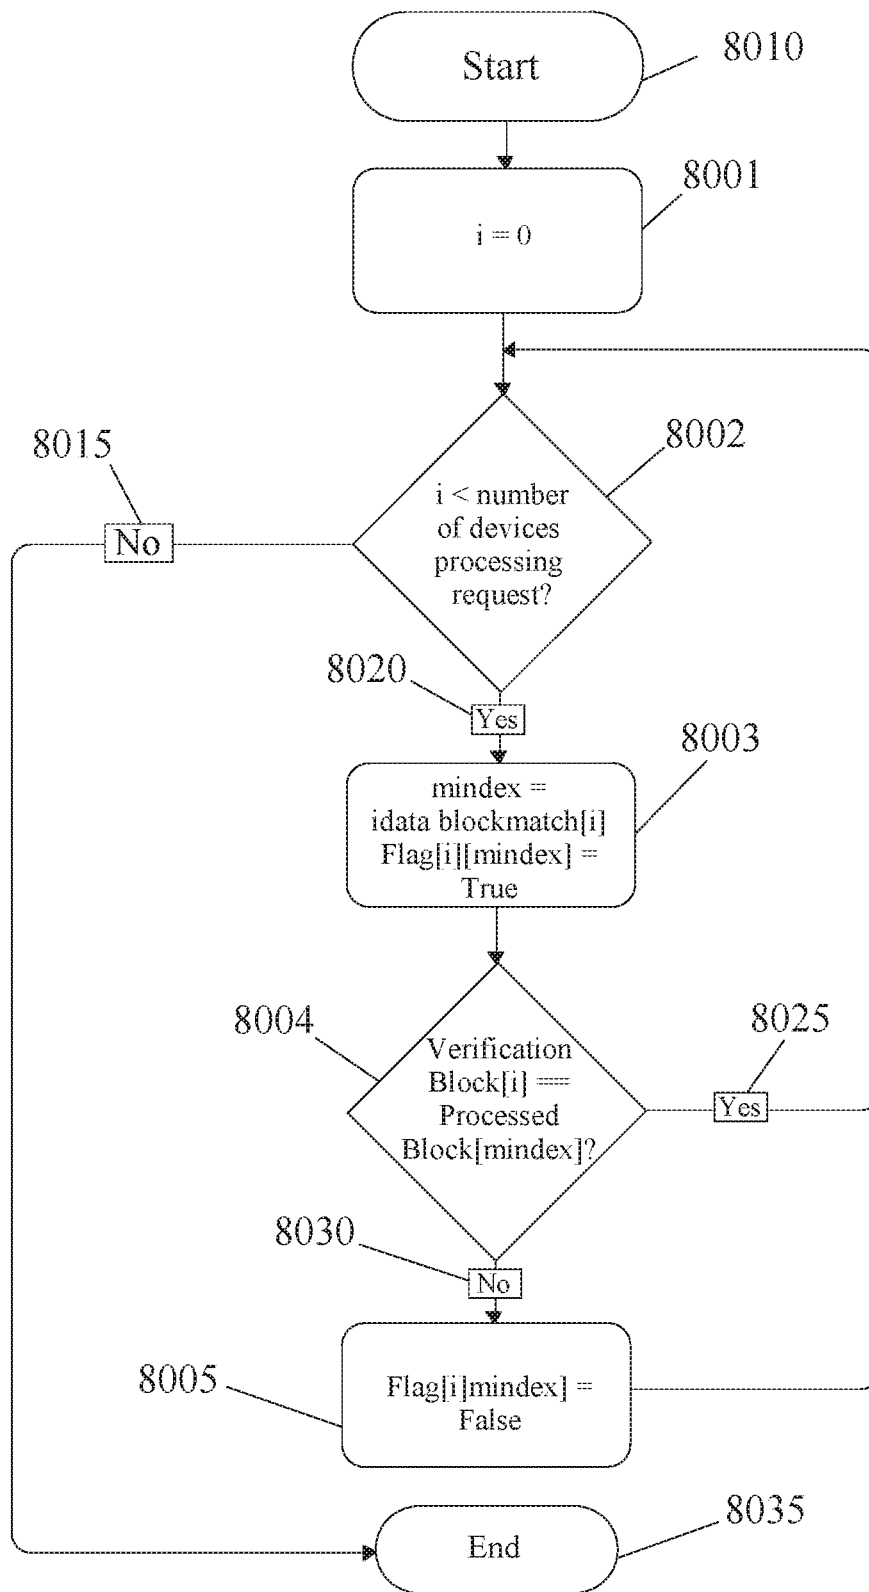 Start
8010
8001
i = 0
8015
8002
No
i < number
of devices
processing
request?
8020
Yes
8003
mindex =
idata blockmatch[i]
Flag[i][mindex] =
True
8004
8025
Verification
Block[i] ==
Processed
Block[mindex]?
Yes
8030
No
8005
Flag[i]mindex] =
False
End
8035